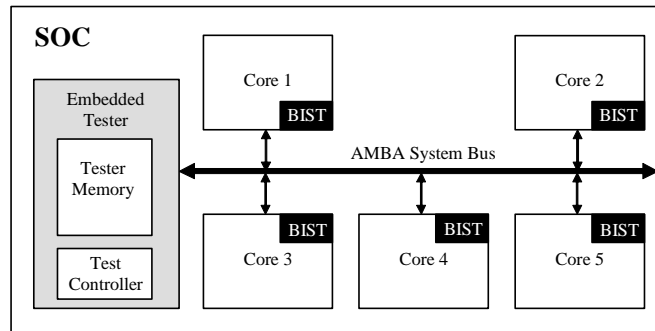 SOC
Embedded
Tester
Tester
Memory
Test
Controller
Core 1
BIST
Core 2
BIST
AMBA System Bus
BIST
Core 3
BIST
Core 4
BIST
Core 5